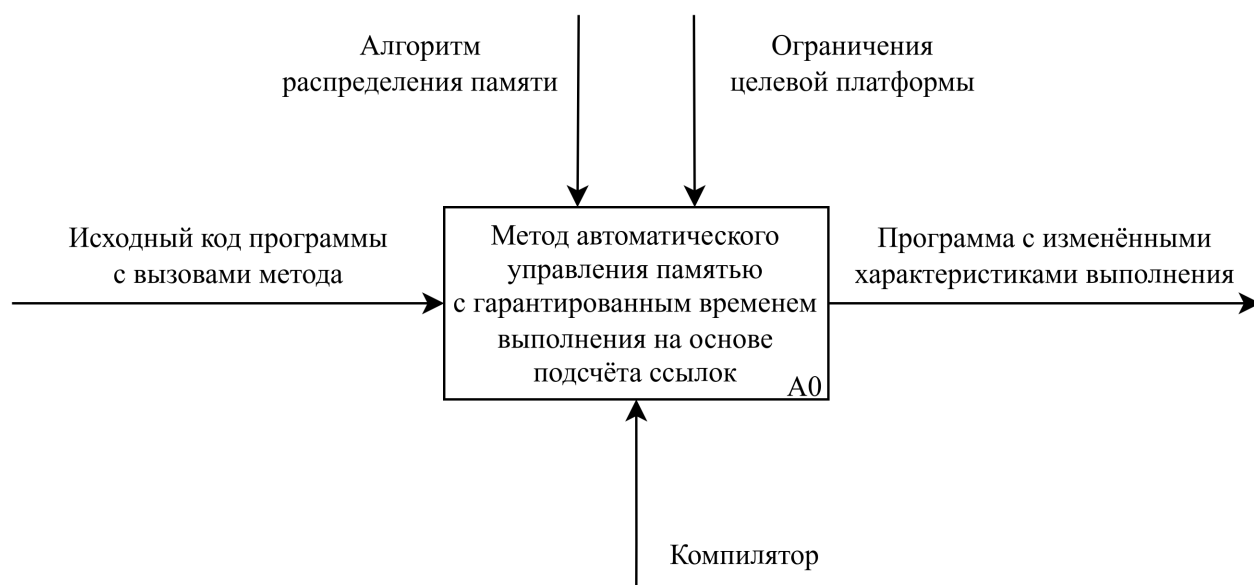 Алгоритм
распределения памяти
Ограничения
целевой платформы
Исходный код программы
с вызовами метода
Метод автоматического
управления памятью
с гарантированным временем
выполнения на основе
подсчёта ссылок
A0
Программа с изменёнными
характеристиками выполнения
Компилятор